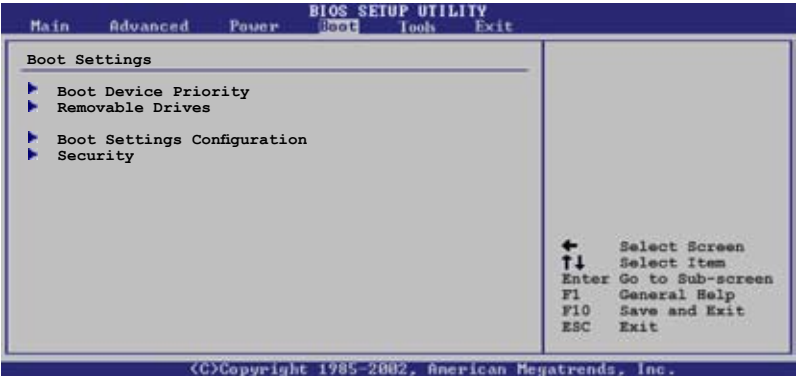 BIOS SETUP UTILITY
Main Advanced Power Boot Tools Exit
Boot Settings
Boot Device Priority
Removable Drives
Boot Settings Configuration
Security
← Select Screen
↑↓ Select Item
Enter Go to Sub-screen
F1 General Help
F10 Save and Exit
ESC Exit
(C)Copyright 1985-2002, American Megatrends, Inc.